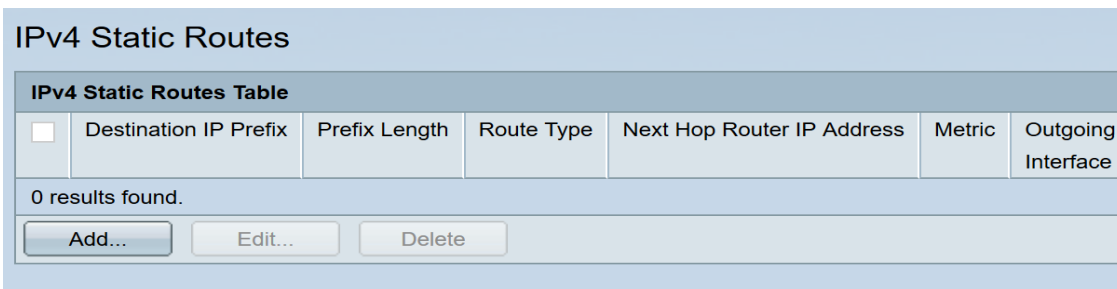 IPv4 Static Routes
IPv4 Static Routes Table
Destination IP Prefix Prefix Length Route Type Next Hop Router IP Address Metric Outgoing
Interface
0 results found.
Add... Edit... Delete